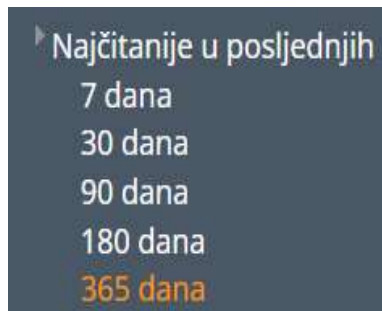 Najčitanije u posljednjih
7 dana
30 dana
90 dana
180 dana
365 dana